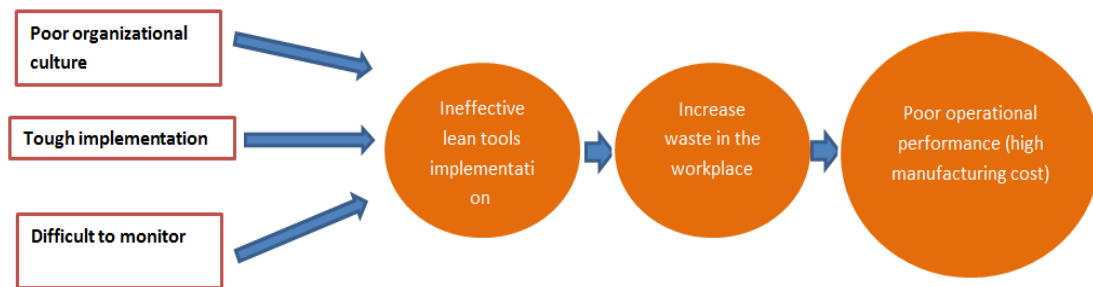 Poor organizational
culture
Tough implementation
Difficult to monitor
Ineffective
lean tools
implementati
on
Increase
waste in the
workplace
Poor operational
performance (high
manufacturing cost)